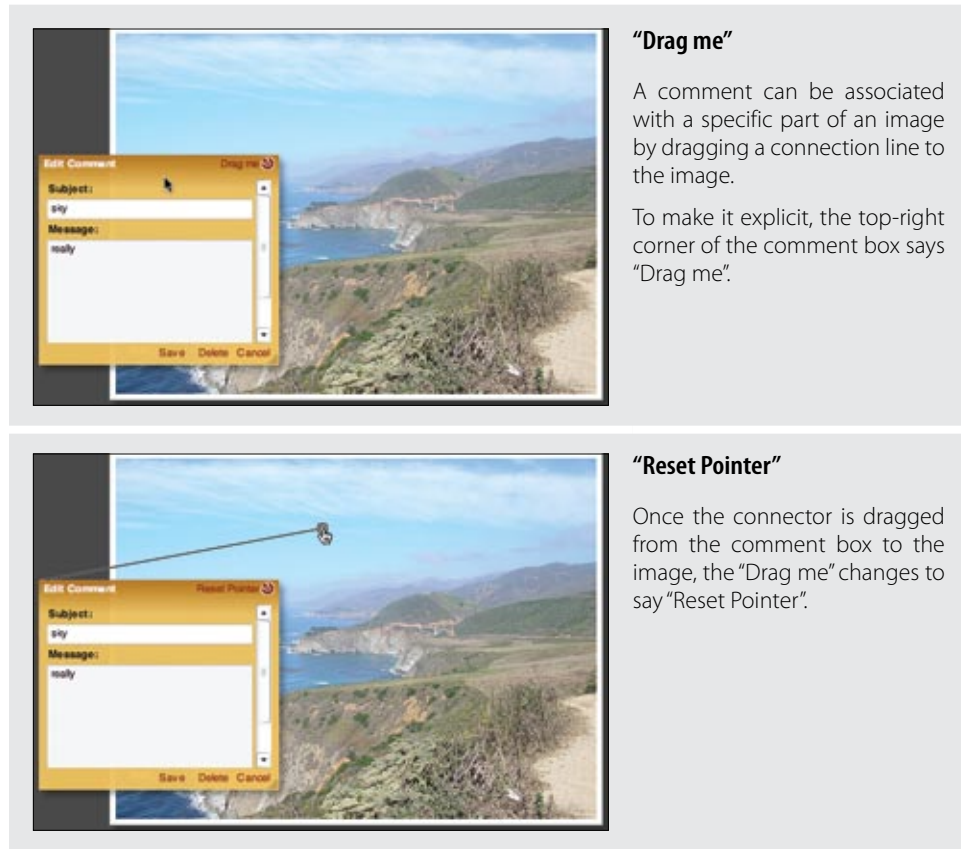 “Drag me”
A comment can be associated
with a specific part of an image
by dragging a connection line to
the image.
To make it explicit, the top-right
corner of the comment box says
“Drag me”.
Edit Comment
Drag me
Subject:
sky
Message:
really
Save Delete Cancel
“Reset Pointer”
Once the connector is dragged
from the comment box to the
image, the “Drag me” changes to
say “Reset Pointer”.
Edit Comment
Reset Pointer
Subject:
sky
Message:
really
Save Delete Cancel